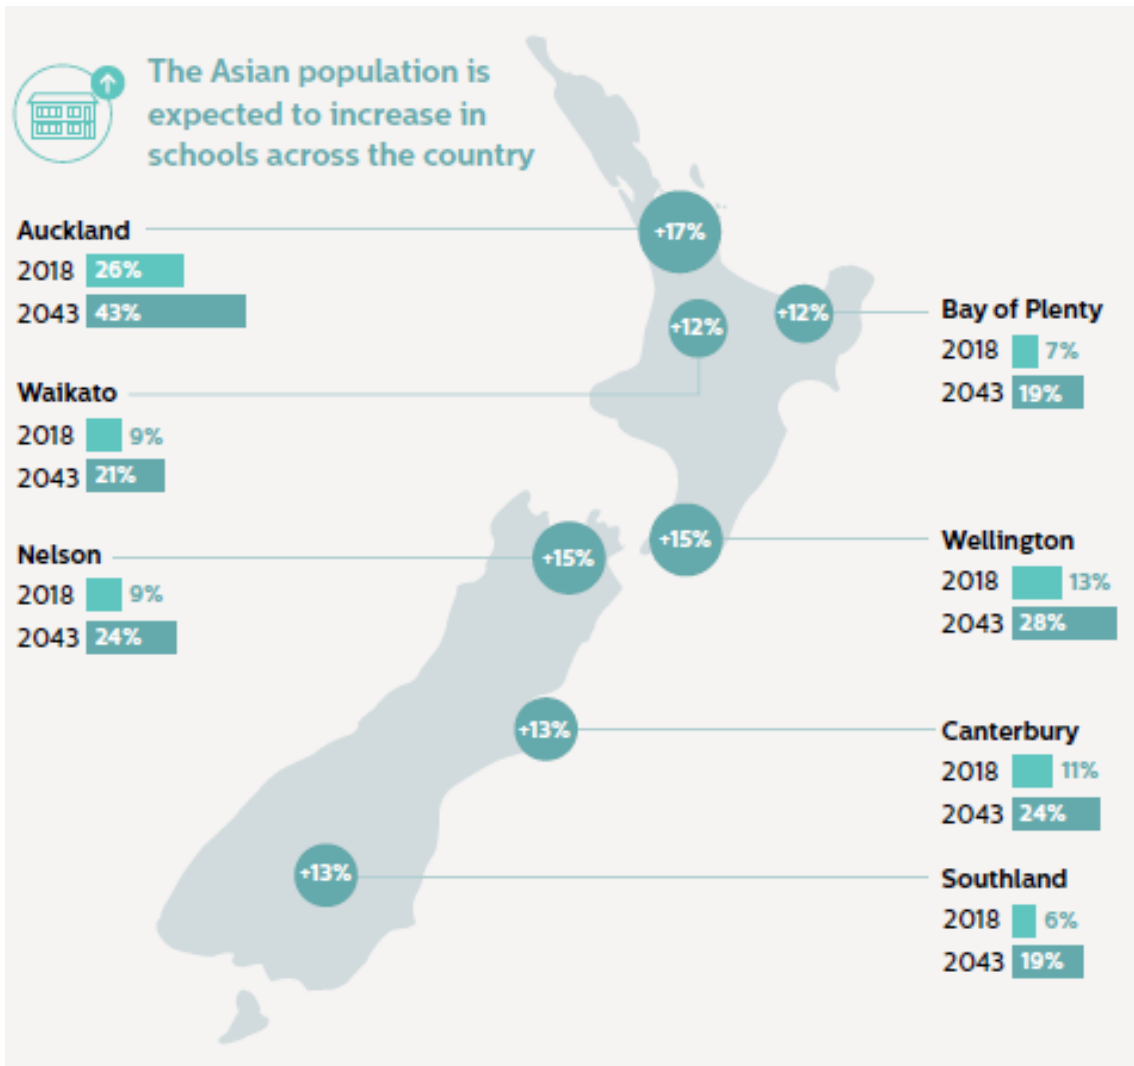 The Asian population is
expected to increase in
schools across the country
Auckland
2018 26%
2043 43%
+17%
Waikato
2018 9%
2043 21%
+12%
Nelson
2018 9%
2043 24%
+15%
+12%
Bay of Plenty
2018 7%
2043 19%
+15%
Wellington
2018 13%
2043 28%
+13%
Canterbury
2018 11%
2043 24%
+13%
Southland
2018 6%
2043 19%